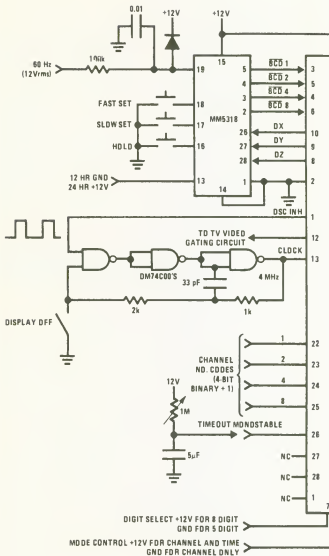 0.01
+12V
+12V
60 Hz
(12Vrms)
100k
19
15
5
BCD 1
3
4
BCD 2
5
3
BCD 4
4
2
BCD 8
6
FAST SET
18
MM5318
SLOW SET
17
HOLD
16
26
DX
10
27
DY
9
28
DZ
8
12 HR GND
24 HR +12V
13
14
1
2
DSC INH
1
TO TV VIDEO
GATING CIRCUIT
12
CLOCK
13
DM74C00'S
33 pF
4 MHz
2k
1k
DISPLAY OFF
CHANNEL
NO. CODES
(4-BIT
BINARY + 1)
1
22
2
23
4
24
8
25
12V
1M
TIMEOUT MONOSTABLE
26
5μF
NC
27
NC
28
NC
1
7
DIGIT SELECT +12V FOR 8 DIGIT
GND FOR 5 DIGIT
MODE CONTROL +12V FOR CHANNEL AND TIME
GND FOR CHANNEL ONLY